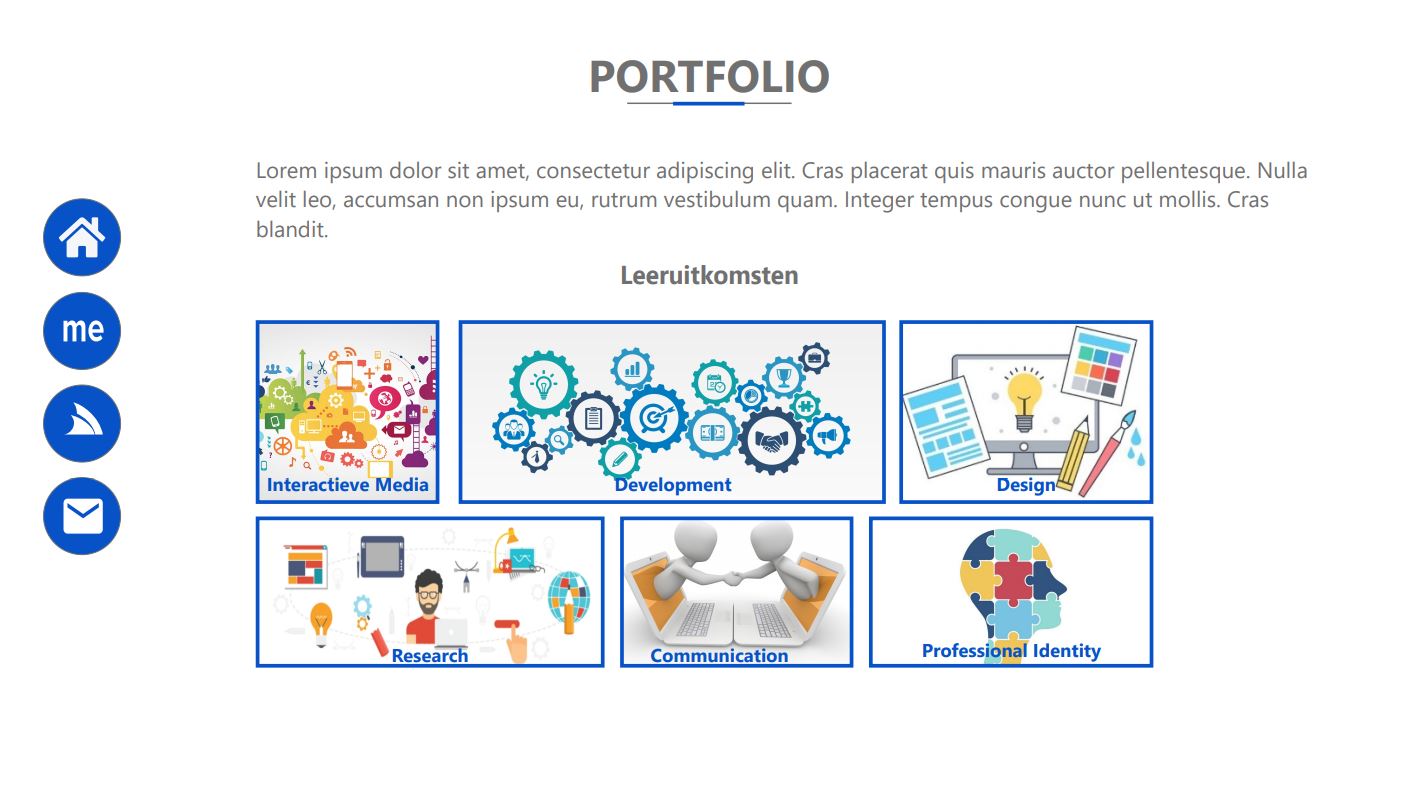 PORTFOLIO
Lorem ipsum dolor sit amet, consectetur adipiscing elit. Cras placerat quis mauris auctor pellentesque. Nulla
velit leo, accumsan non ipsum eu, rutrum vestibulum quam. Integer tempus congue nunc ut mollis. Cras
blandit.
me
Leeruitkomsten
Interactieve Media
Development
Design
Research
Communication
Professional Identity